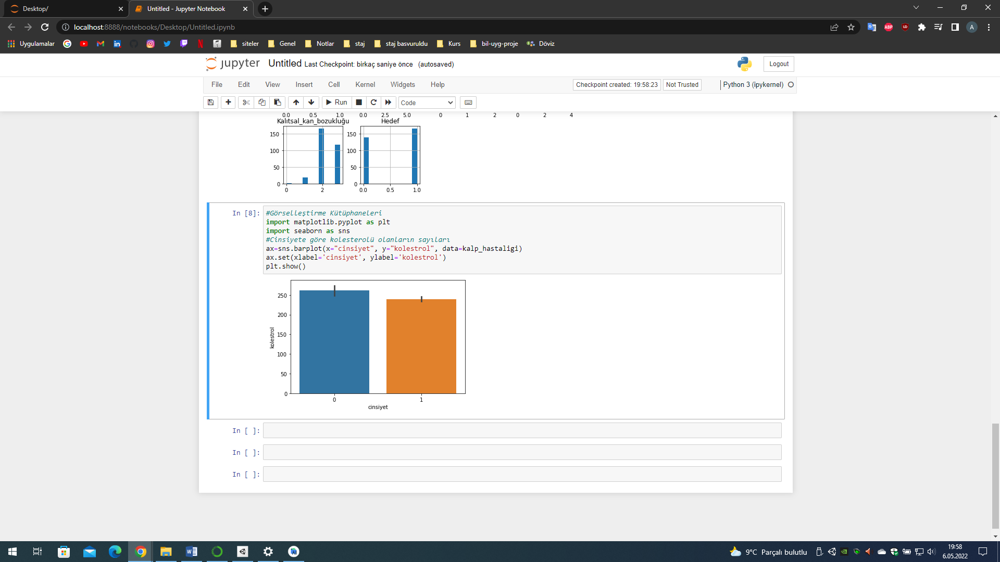 Desktop/
Untitled - Jupyter Notebook
localhost:8888/notebooks/Desktop/Untitled.ipynb
Uygulamalar
siteler
Genel
Notlar
staj
staj basvuruldu
Kurs
bil-uyg-proje
Döviz
jupyter Untitled Last Checkpoint: birkaç saniye önce (autosaved)
Logout
File Edit View Insert Cell Kernel Widgets Help
Checkpoint created: 19:58:23
Not Trusted
Python 3 (ipykernel)
Run
Code
0.0 0.5 1.0 0.0 2.5 5.0 0 1 2 0 2 4
Kalıtsal_kan_bozukluğu
Hedef
150 150
100 100
50 50
0 0
0 2 0.0 0.5 1.0
In [8]:
#Görselleştirme Kütüphaneleri
import matplotlib.pyplot as plt
import seaborn as sns
#Cinsiyete göre kolesterolü olanların sayıları
ax=sns.barplot(x="cinsiyet", y="kolestrol", data=kalp_hastaligi)
ax.set(xlabel='cinsiyet', ylabel='kolestrol')
plt.show()
250
200
150
100
50
0
kolestrol
0 1
cinsiyet
In [ ]:
In [ ]:
In [ ]:
9°C Parçalı bulutlu
19:58
6.05.2022